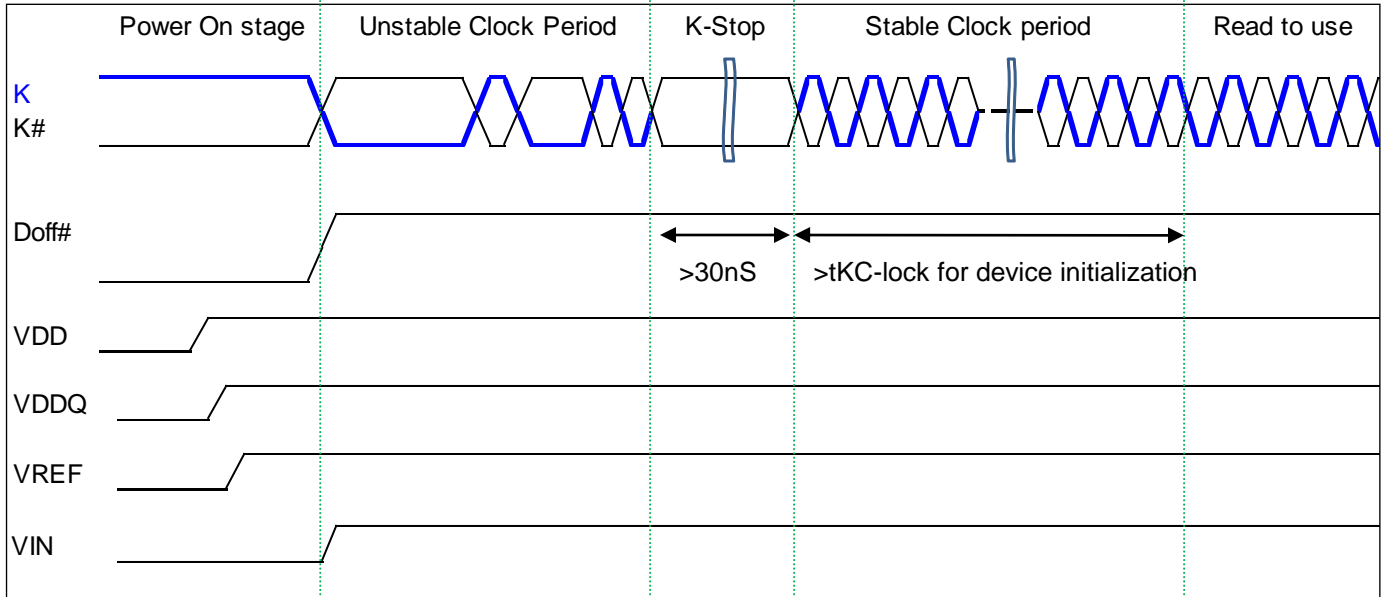 Power On stage Unstable Clock Period K-Stop Stable Clock period Read to use
K
K#
Doff#
>30nS >tKC-lock for device initialization
VDD
VDDQ
VREF
VIN